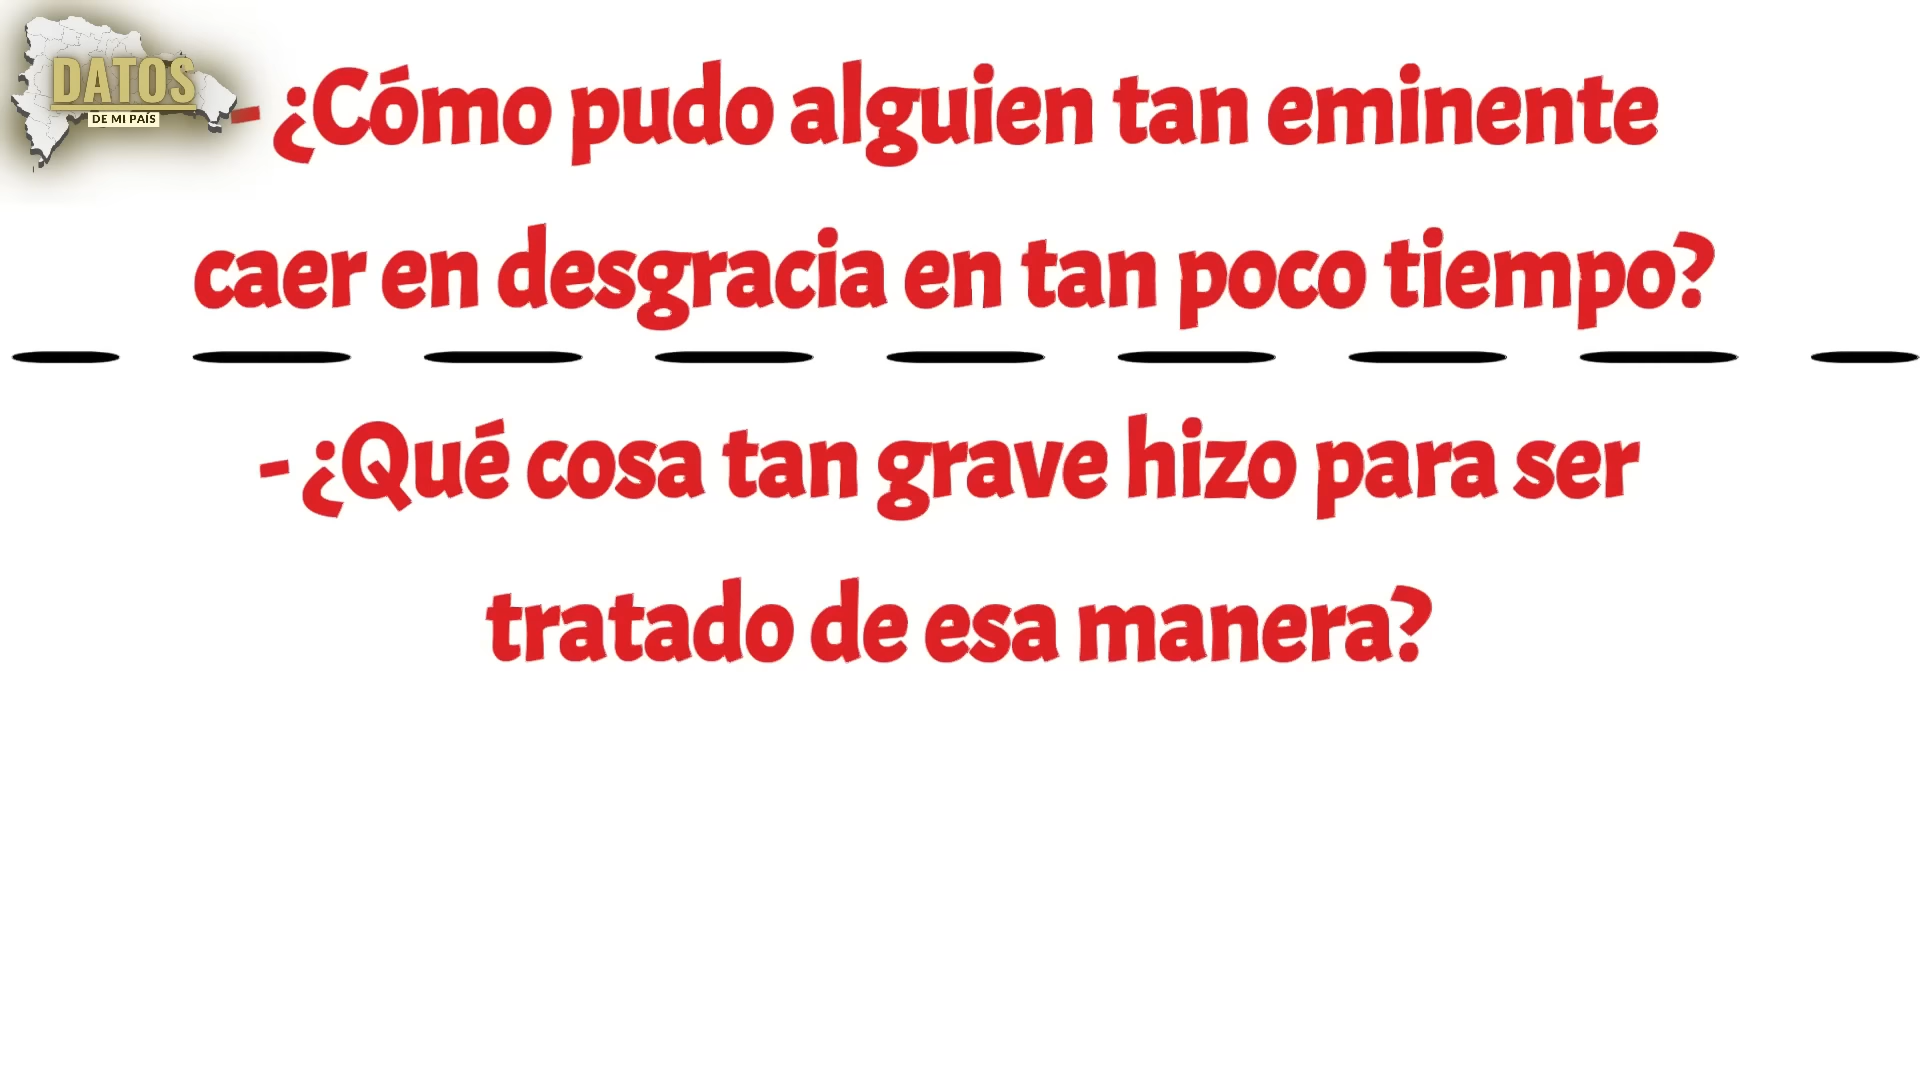 DATOS
DE MI PAÍS
- ¿Cómo pudo alguien tan eminente
caer en desgracia en tan poco tiempo?
- ¿Qué cosa tan grave hizo para ser
tratado de esa manera?